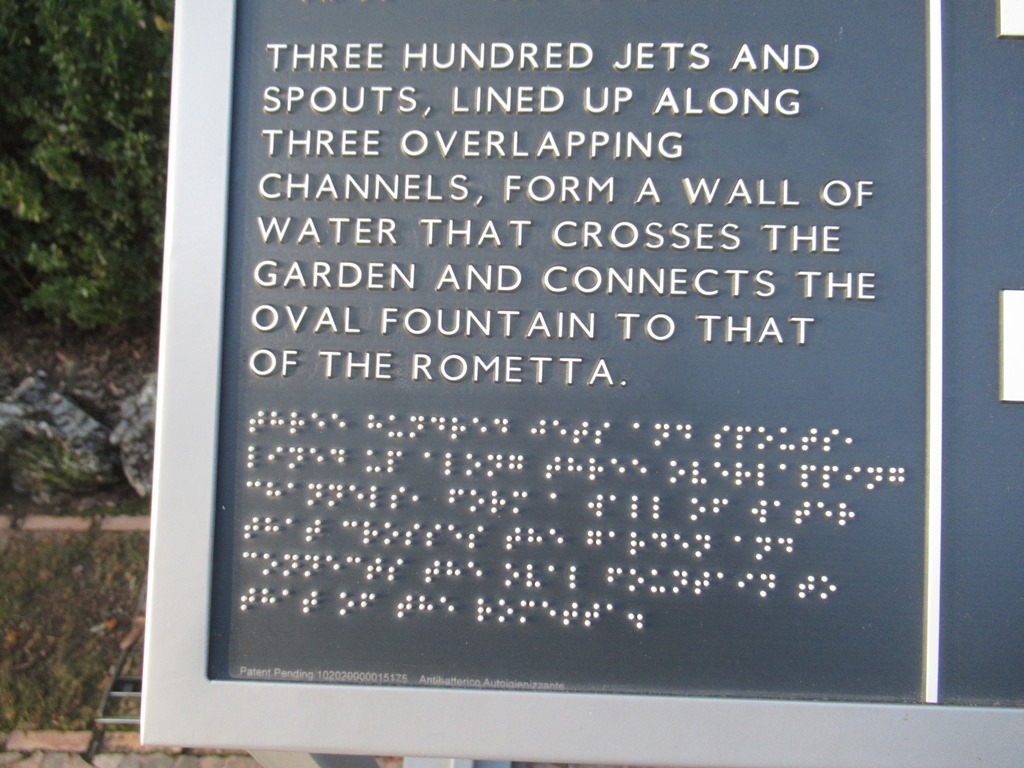 THREE HUNDRED JETS AND
SPOUTS, LINED UP ALONG
THREE OVERLAPPING
CHANNELS, FORM A WALL OF
WATER THAT CROSSES THE
GARDEN AND CONNECTS THE
OVAL FOUNTAIN TO THAT
OF THE ROMETTA.
Patent Pending 102020000015175 Antibatterico Autoigienizzante